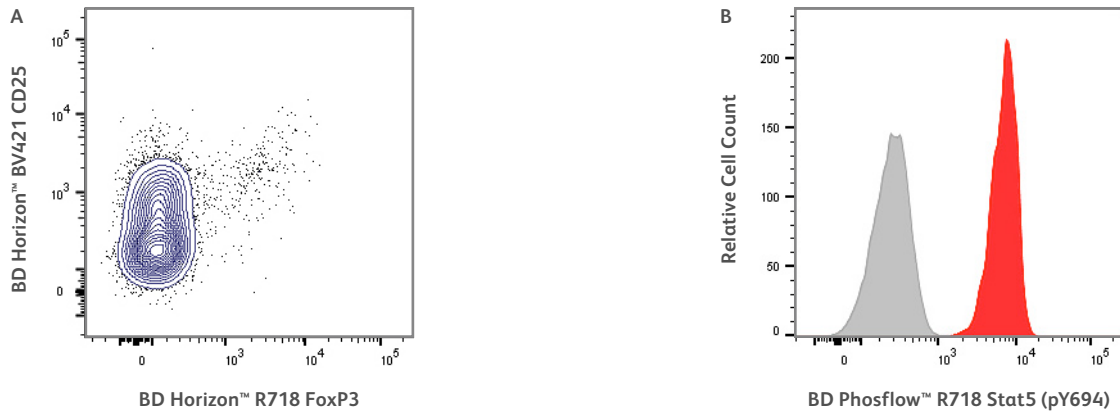 A
BD Horizon™ BV421 CD25
10^5
10^4
10^3
0
0
10^3
10^4
10^5
BD Horizon™ R718 FoxP3
B
Relative Cell Count
200
150
100
50
0
0
10^3
10^4
10^5
BD Phosflow™ R718 Stat5 (pY694)